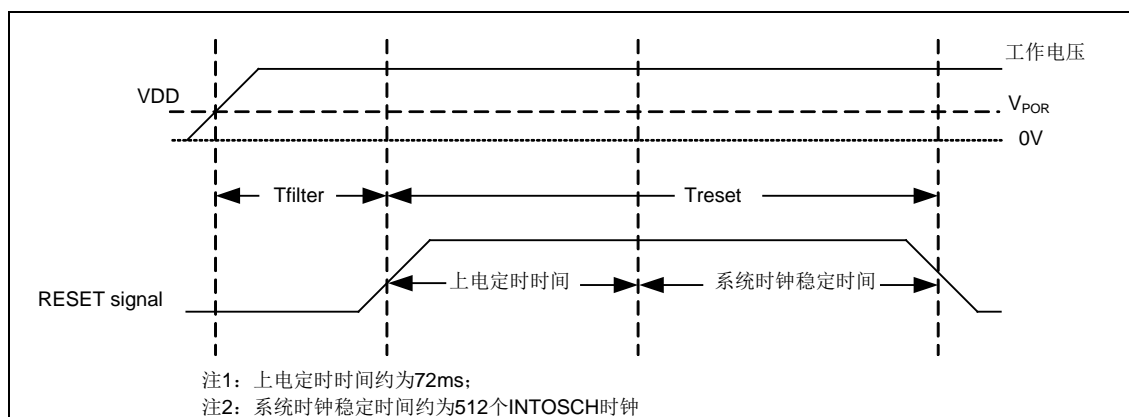 工作电压
VDD
VPOR
0V
Tfilter
Treset
上电定时时间
系统时钟稳定时间
RESET signal
注1：上电定时时间约为72ms；
注2：系统时钟稳定时间约为512个INTOSCH时钟